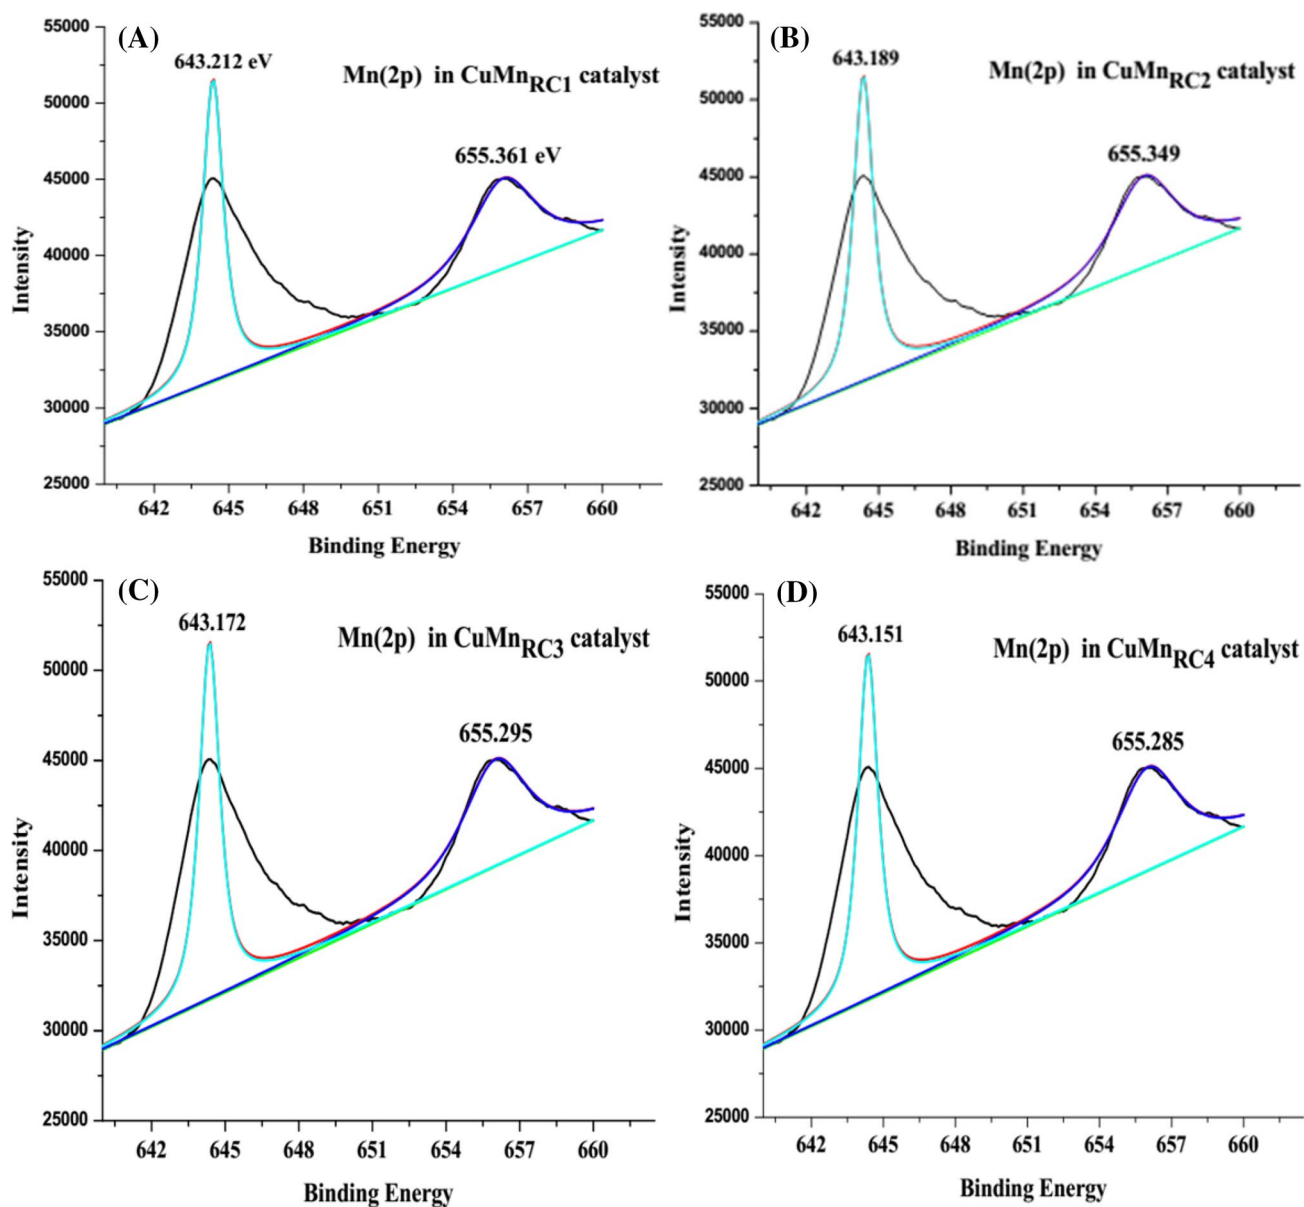 (A)
643.212 eV
Mn(2p) in CuMnRC1 catalyst
655.361 eV
55000
50000
45000
40000
35000
30000
25000
Intensity
642 645 648 651 654 657 660
Binding Energy
(B)
643.189
Mn(2p) in CuMnRC2 catalyst
655.349
55000
50000
45000
40000
35000
30000
25000
Intensity
642 645 648 651 654 657 660
Binding Energy
(C)
643.172
Mn(2p) in CuMnRC3 catalyst
655.295
55000
50000
45000
40000
35000
30000
25000
Intensity
642 645 648 651 654 657 660
Binding Energy
(D)
643.151
Mn(2p) in CuMnRC4 catalyst
655.285
55000
50000
45000
40000
35000
30000
25000
Intensity
642 645 648 651 654 657 660
Binding Energy